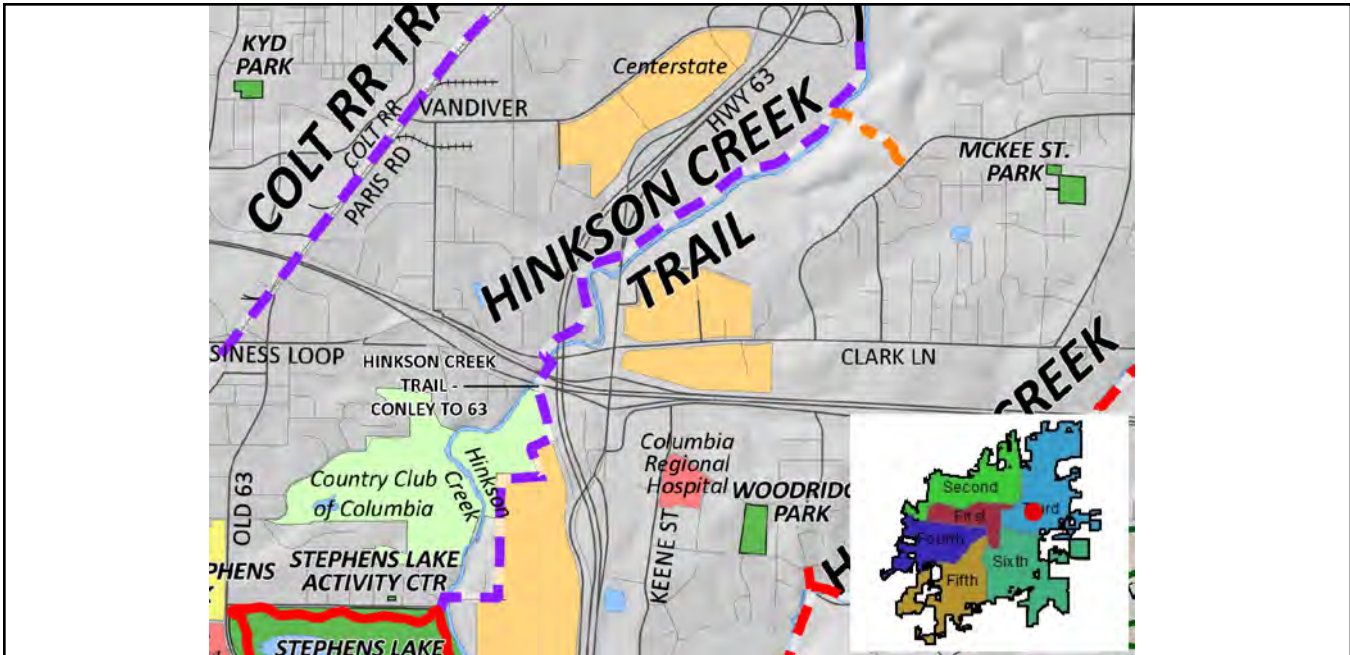 KYD
PARK
COLT RR TRA
COLT RR
PARIS RD
VANDIVER
Centerstate
HWY 63
HINKSON CREEK
TRAIL
MCKEE ST.
PARK
SINESS LOOP
HINKSON CREEK
TRAIL -
CONLEY TO 63
CLARK LN
CREEK
Country Club
of Columbia
Hinkson
Creek
Columbia
Regional
Hospital
WOODRIDG
PARK
OLD 63
KEENE ST
PHENS
STEPHENS LAKE
ACTIVITY CTR
STEPHENS LAKE
H
Second
First
urd
Fourth
Sixth
Fifth